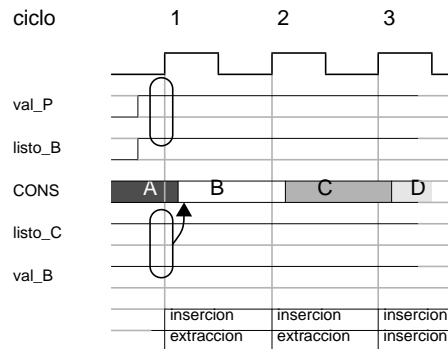 ciclo 1 2 3
val_P
listo_B
CONS A B C D
listo_C
val_B
insercion insercion insercion
extraccion extraccion insercion